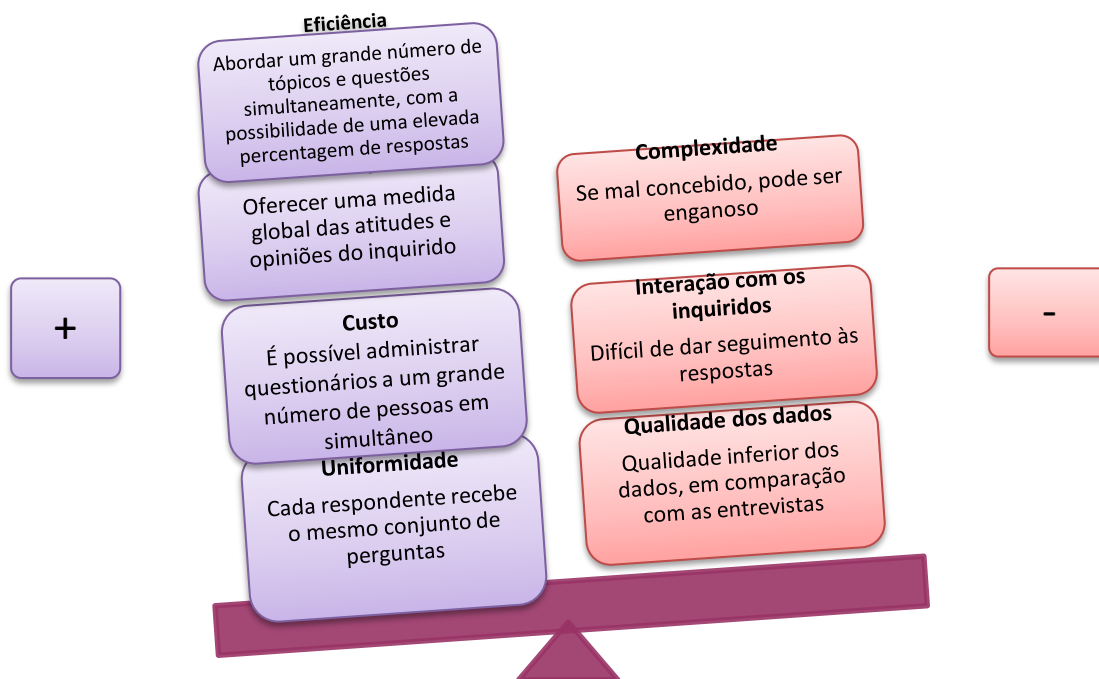 +
Eficiência
Abordar um grande número de
tópicos e questões
simultaneamente, com a
possibilidade de uma elevada
percentagem de respostas
Oferecer uma medida
global das atitudes e
opiniões do inquirido
Custo
É possível administrar
questionários a um grande
número de pessoas em
simultâneo
Uniformidade
Cada respondente recebe
o mesmo conjunto de
perguntas
Complexidade
Se mal concebido, pode ser
enganoso
Interação com os
inquiridos
Difícil de dar seguimento às
respostas
Qualidade dos dados
Qualidade inferior dos
dados, em comparação
com as entrevistas
-